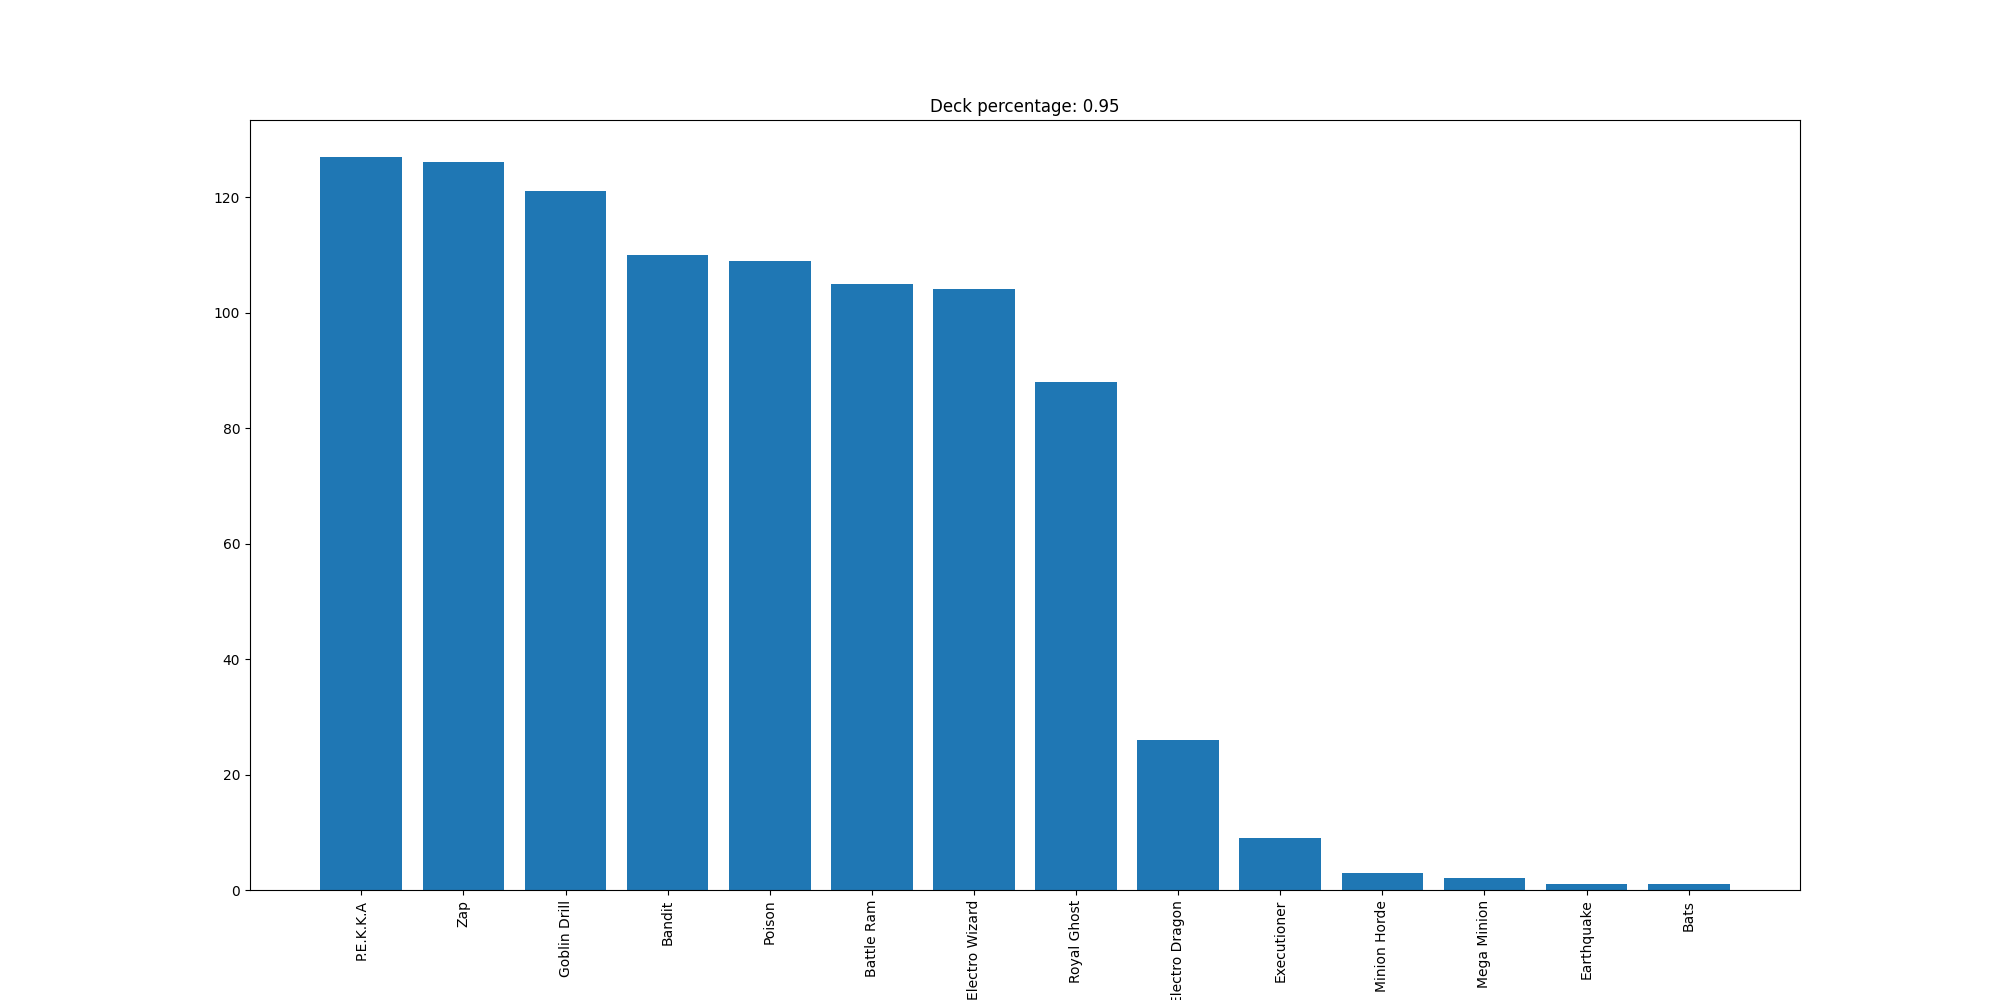 Deck percentage: 0.95
120
100
80
60
40
20
0
P.E.K.K.A
Zap
Goblin Drill
Bandit
Poison
Battle Ram
Electro Wizard
Royal Ghost
Electro Dragon
Executioner
Minion Horde
Mega Minion
Earthquake
Bats